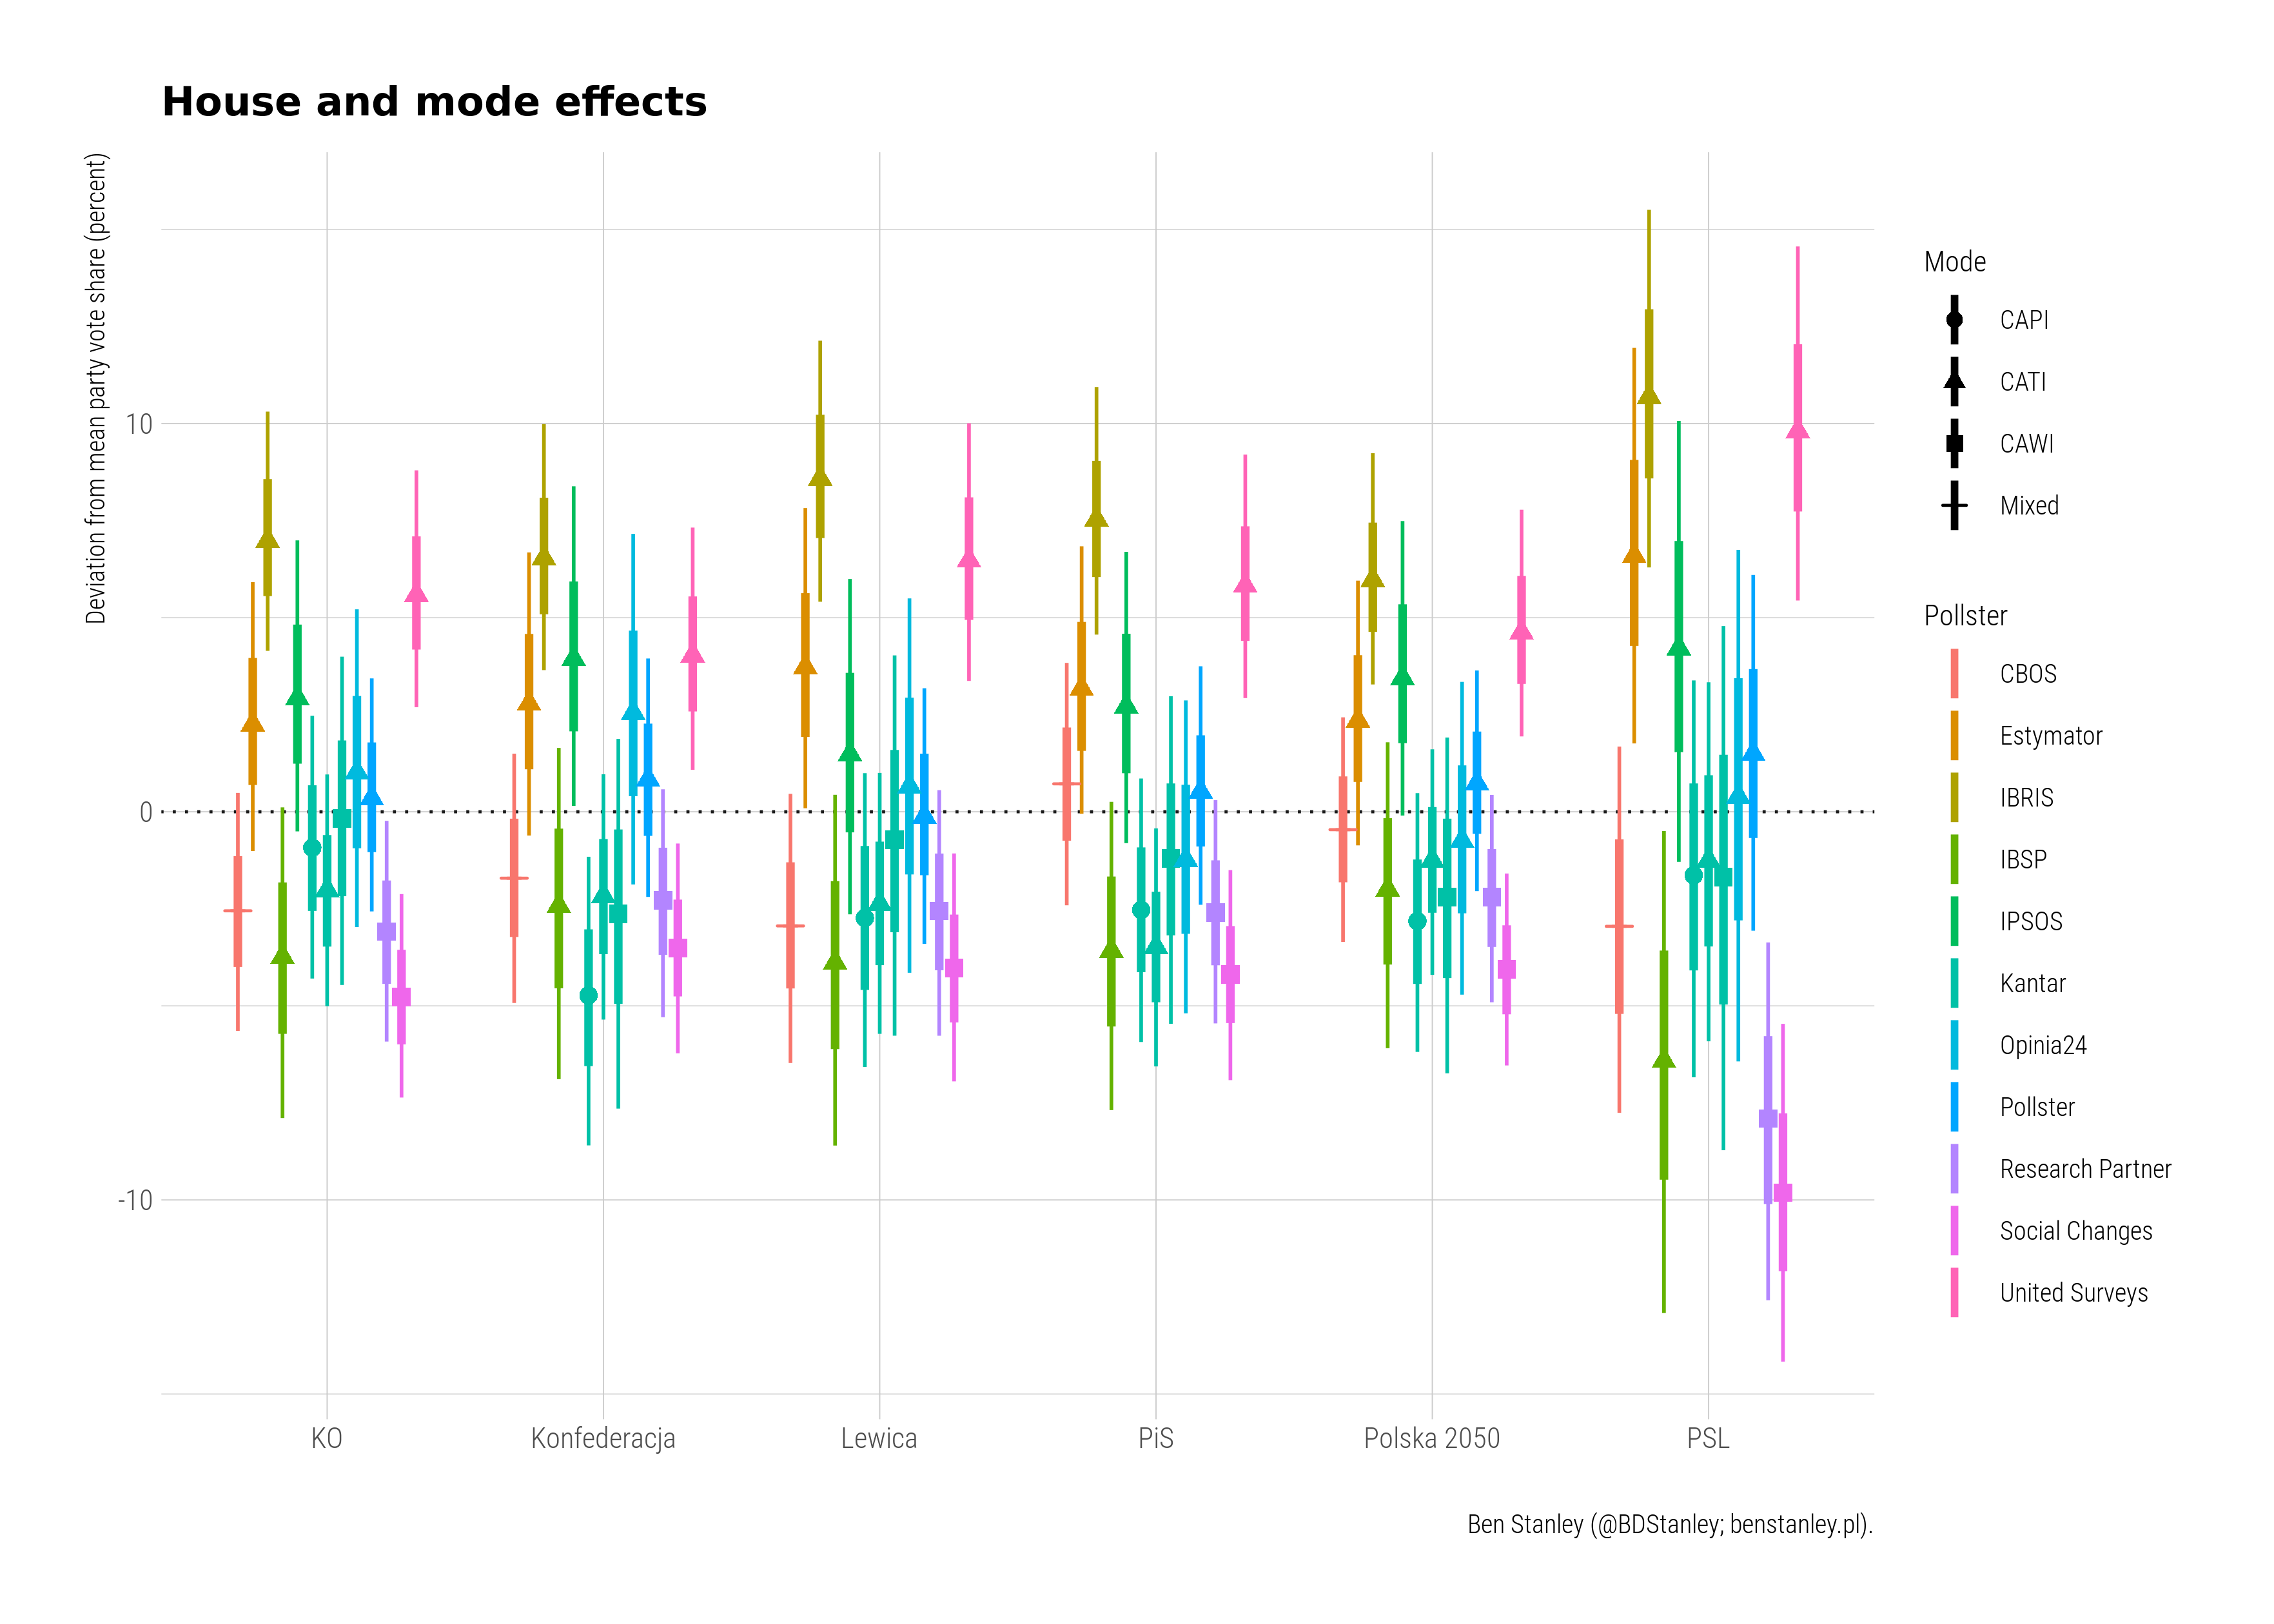 House and mode effects
Deviation from mean party vote share (percent)
10
0
-10
KO
Konfederacja
Lewica
PiS
Polska 2050
PSL
Mode
CAPI
CATI
CAWI
Mixed
Pollster
CBOS
Estymator
IBRIS
IBSP
IPSOS
Kantar
Opinia24
Pollster
Research Partner
Social Changes
United Surveys
Ben Stanley (@BDStanley; benstanley.pl).